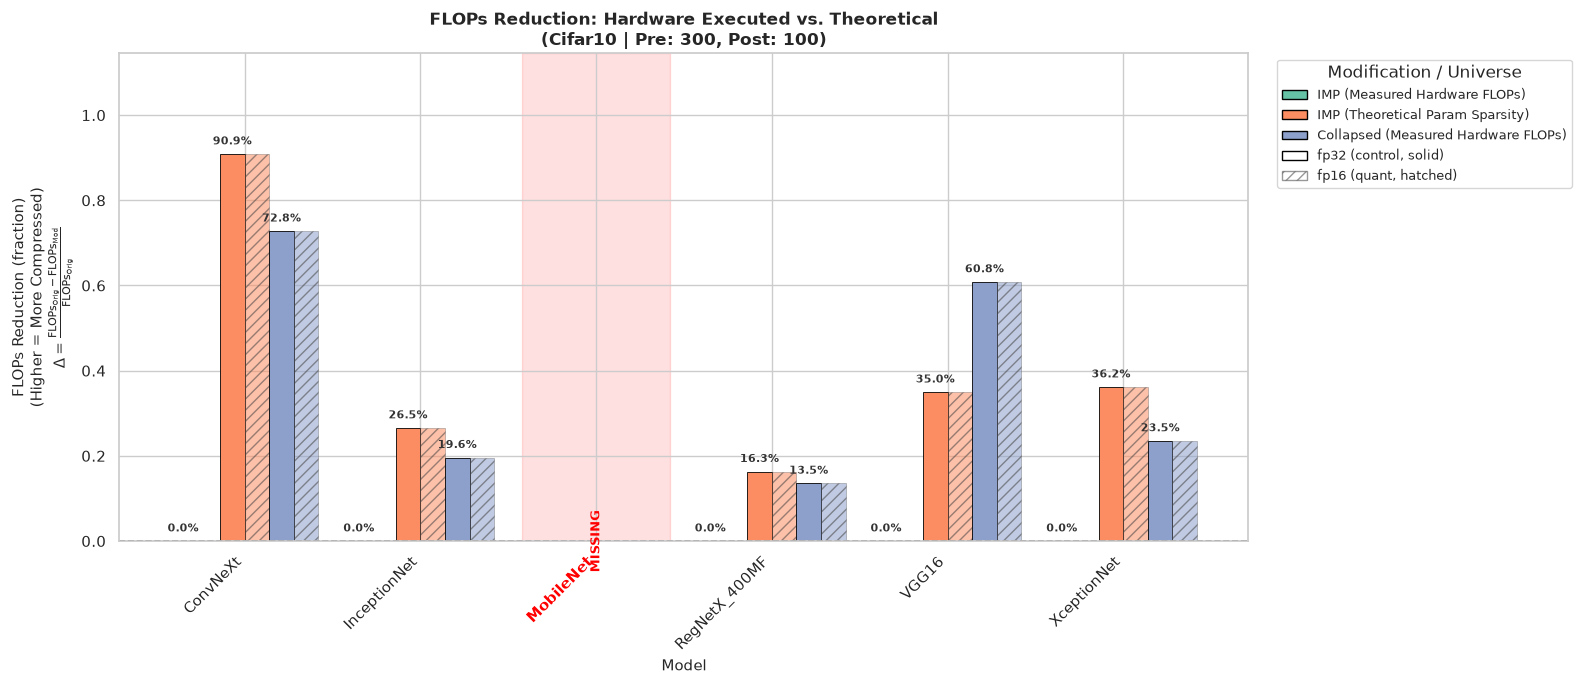 FLOPs Reduction: Hardware Executed vs. Theoretical
(Cifar10 | Pre: 300, Post: 100)
FLOPs Reduction (fraction)
(Higher = More Compressed)
Δ = FLOPs_Orig − FLOPs_Mod / FLOPs_Orig
1.0
0.8
0.6
0.4
0.2
0.0
0.0% 90.9% 72.8%
0.0% 26.5% 19.6%
MISSING
0.0% 16.3% 13.5%
0.0% 35.0% 60.8%
0.0% 36.2% 23.5%
ConvNeXt
InceptionNet
MobileNet
RegNetX_400MF
VGG16
XceptionNet
Model
Modification / Universe
IMP (Measured Hardware FLOPs)
IMP (Theoretical Param Sparsity)
Collapsed (Measured Hardware FLOPs)
fp32 (control, solid)
fp16 (quant, hatched)